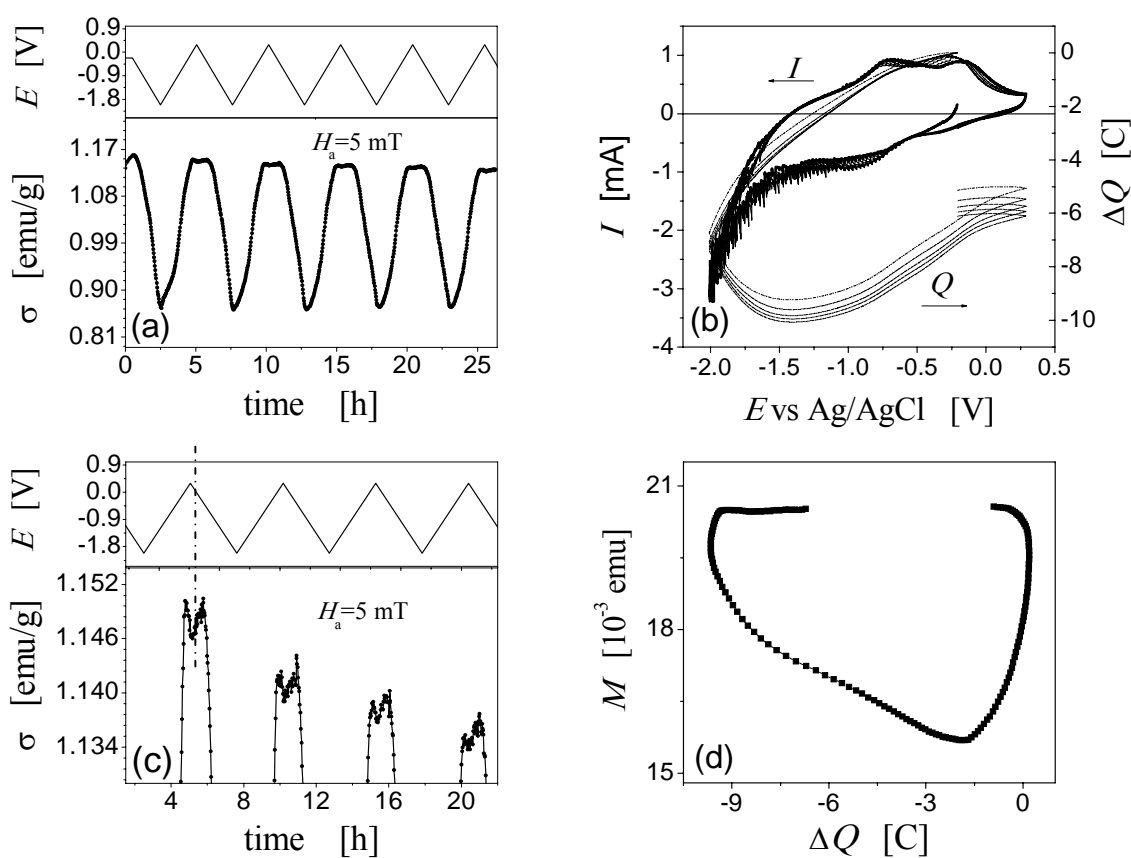 0.9
0.0
-0.9
-1.8
E [V]
Hₐ=5 mT
1.17
1.08
0.99
0.90
0.81
σ [emu/g]
(a)
0 5 10 15 20 25
time [h]
1
0
-1
-2
-3
-4
I [mA]
I
Q
(b)
0
-2
-4
-6
-8
-10
ΔQ [C]
-2.0 -1.5 -1.0 -0.5 0.0 0.5
E vs Ag/AgCl [V]
0.9
0.0
-0.9
-1.8
E [V]
Hₐ=5 mT
1.152
1.146
1.140
1.134
σ [emu/g]
(c)
4 8 12 16 20
time [h]
21
18
15
M [10⁻³ emu]
(d)
-9 -6 -3 0
ΔQ [C]